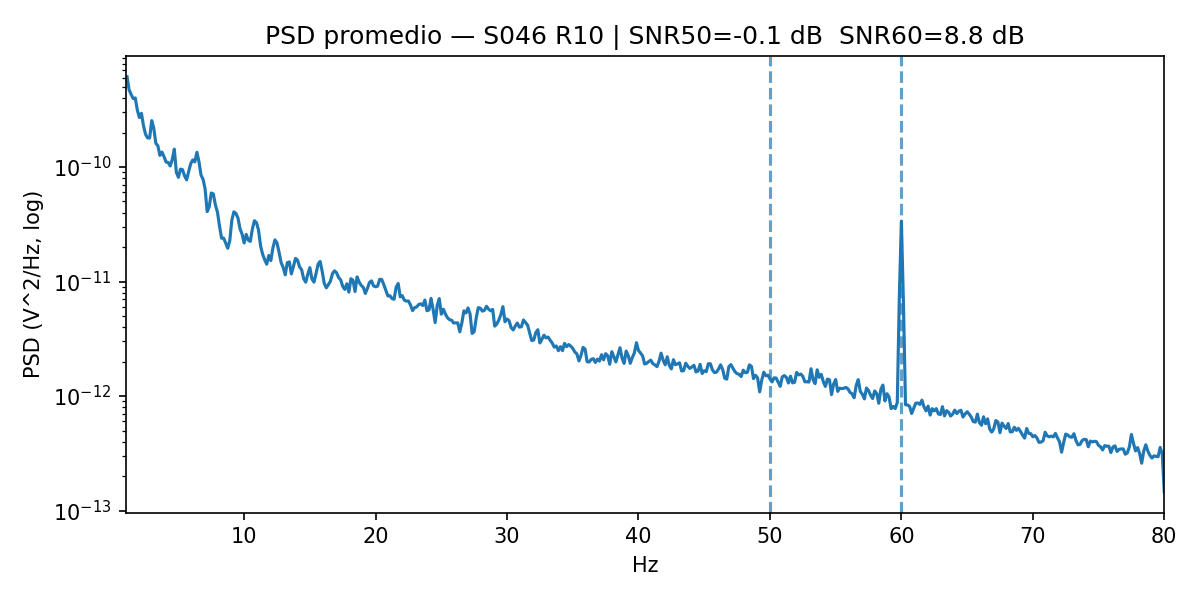 PSD promedio — S046 R10 | SNR50=-0.1 dB  SNR60=8.8 dB
PSD (V^2/Hz, log)
10⁻¹⁰
10⁻¹¹
10⁻¹²
10⁻¹³
10 20 30 40 50 60 70 80
Hz